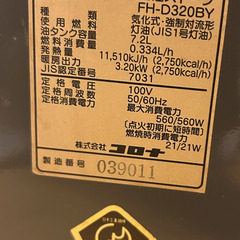 FH-D320BY
気化式・強制対流形
使用燃料 灯油(JIS1号灯油)
油タンク容量 7.2L
燃料消費量 0.334L/h
発熱量 11,510kJ/h (2,750kcal/h)
暖房出力 3.20kW (2,750kcal/h)
JIS認証番号 7031
定格電圧 100V
定格周波数 50/60Hz
定格消費電力 最大消費電力
560/560W
(点火初期に短時間)
燃焼時消費電力
21/21W
株式会社 コロナ
製造番号 039011